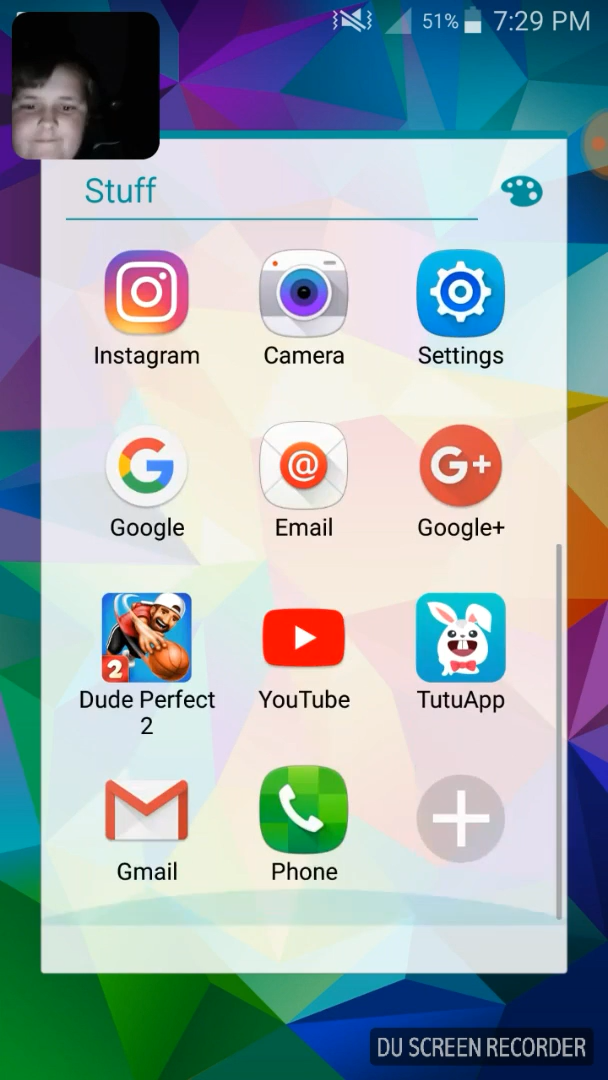 51% 7:29 PM
Stuff
Instagram Camera Settings
G @ G+
Google Email Google+
2
Dude Perfect 2 YouTube TutuApp
Gmail Phone
DU SCREEN RECORDER